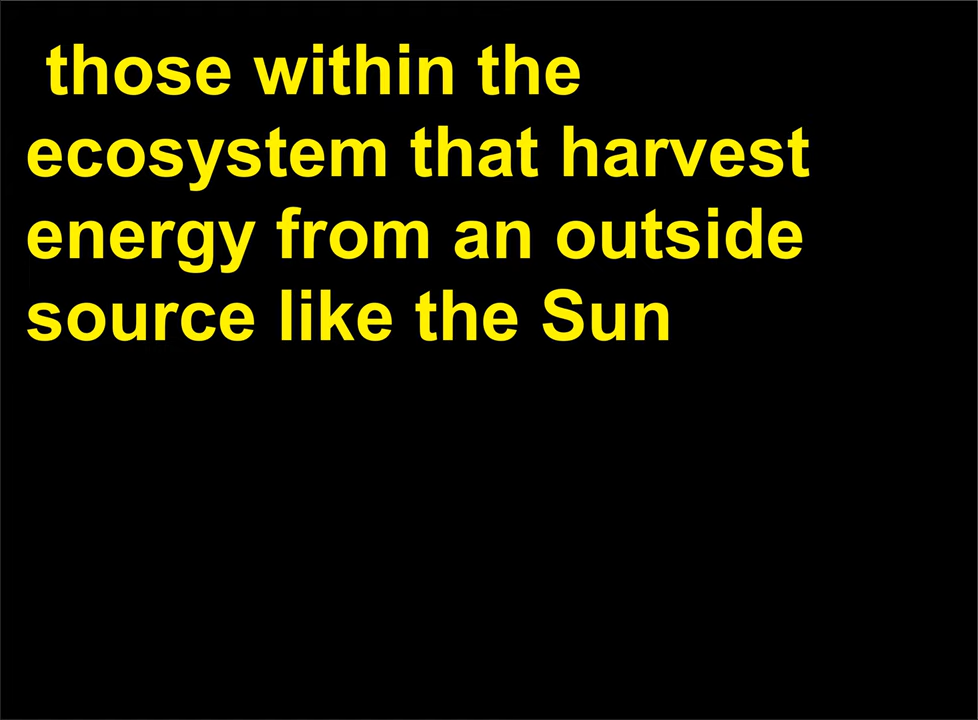 those within the
ecosystem that harvest
energy from an outside
source like the Sun